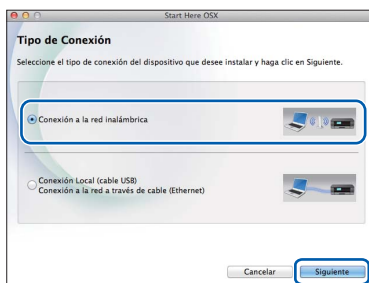 Start Here OSX
Tipo de Conexión
Seleccione el tipo de conexión del dispositivo que desee instalar y haga clic en Siguiente.
Conexión a la red inalámbrica
Conexión Local (cable USB)
Conexión a la red a través de cable (Ethernet)
Cancelar
Siguiente